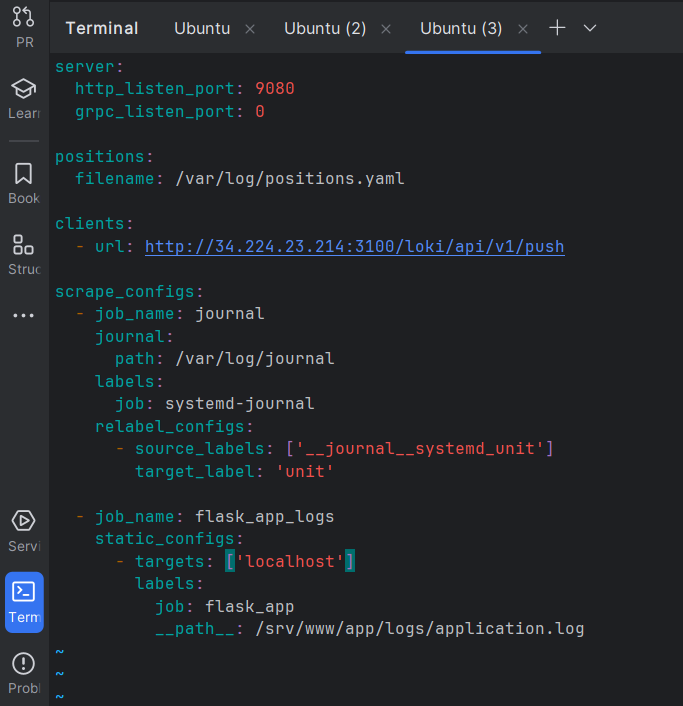 PR
Learn
Book
Struc
Servi
Term
Probl
Terminal Ubuntu Ubuntu (2) Ubuntu (3)
server:
  http_listen_port: 9080
  grpc_listen_port: 0

positions:
  filename: /var/log/positions.yaml

clients:
  - url: http://34.224.23.214:3100/loki/api/v1/push

scrape_configs:
  - job_name: journal
    journal:
      path: /var/log/journal
    labels:
      job: systemd-journal
    relabel_configs:
      - source_labels: ['__journal__systemd_unit']
        target_label: 'unit'

  - job_name: flask_app_logs
    static_configs:
      - targets: ['localhost']
        labels:
          job: flask_app
          __path__: /srv/www/app/logs/application.log
~
~
~